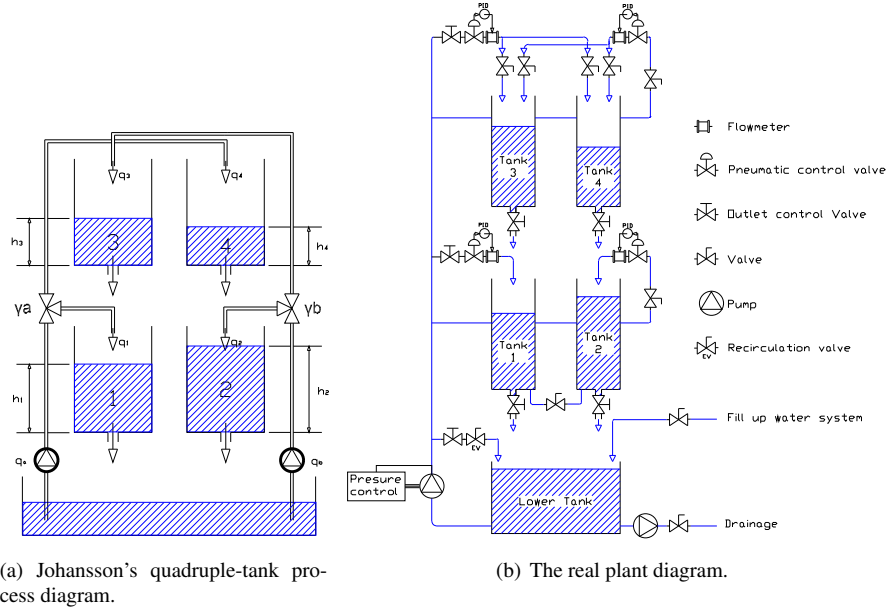 PID
PID
q₃
q₄
Tank
3
Tank
4
h₃
3
4
h₄
PID
PID
γa
γb
q₁
q₂
Tank
1
Tank
2
h₁
1
2
h₂
qa
qb
EV
Presure
control
Lower Tank
Flowmeter
Pneumatic control valve
Outlet control Valve
Valve
Pump
Recirculation valve
EV
Fill up water system
Drainage
(a) Johansson's quadruple-tank pro-
cess diagram.
(b) The real plant diagram.